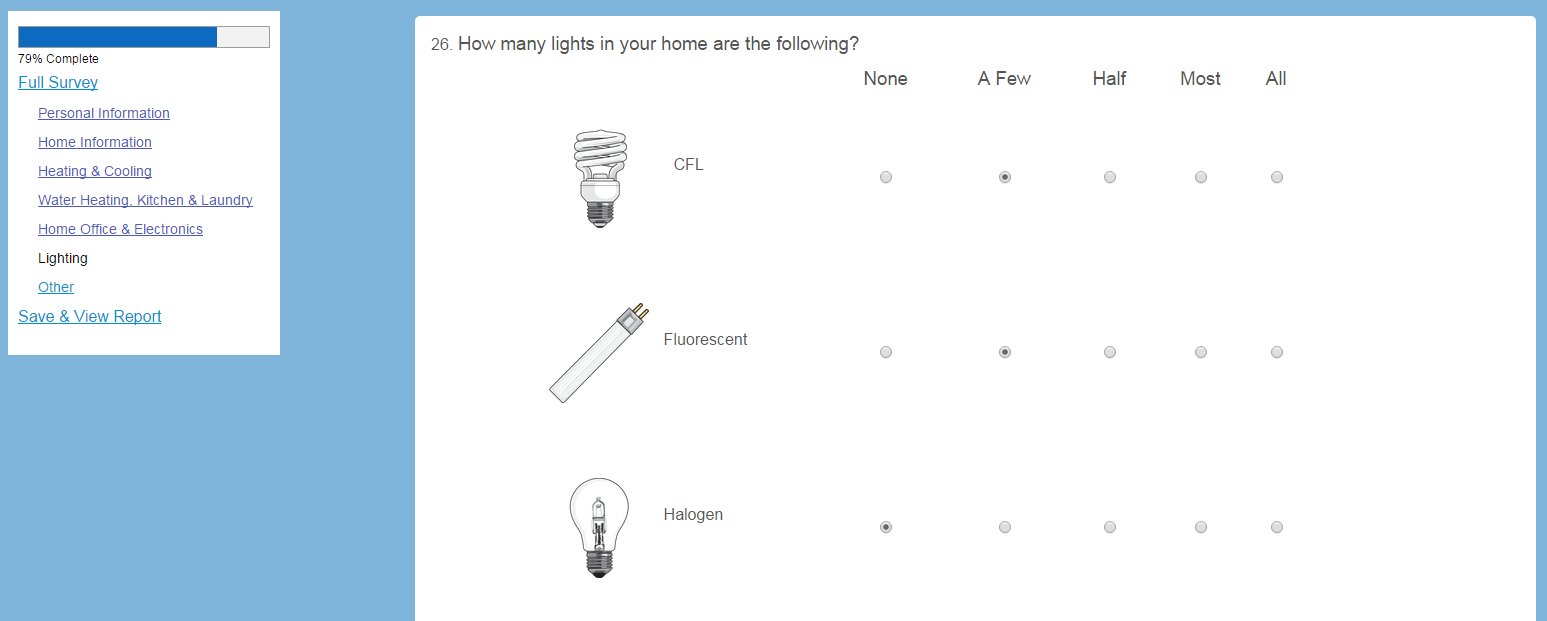 79% Complete
Full Survey
Personal Information
Home Information
Heating & Cooling
Water Heating, Kitchen & Laundry
Home Office & Electronics
Lighting
Other
Save & View Report
26. How many lights in your home are the following?
None A Few Half Most All
CFL
Fluorescent
Halogen